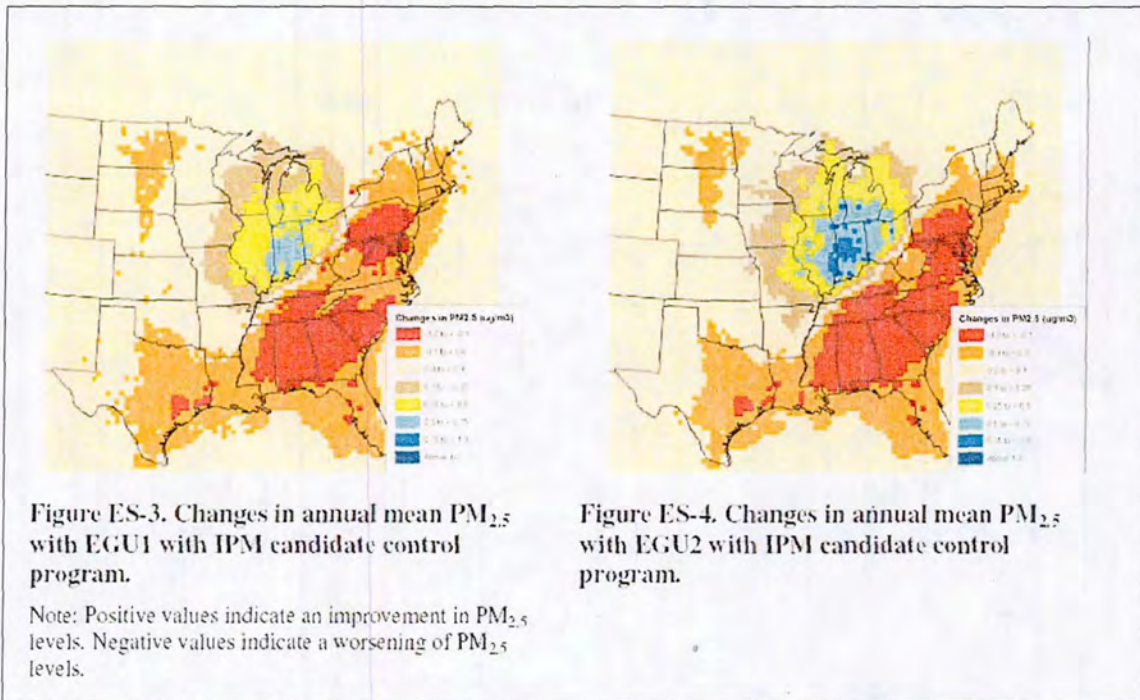 Changes in PM2.5 (ug/m3)
Changes in PM2.5 (ug/m3)
Figure ES-3. Changes in annual mean PM2.5
with EGU1 with IPM candidate control
program.
Note: Positive values indicate an improvement in PM2.5
levels. Negative values indicate a worsening of PM2.5
levels.
Figure ES-4. Changes in annual mean PM2.5
with EGU2 with IPM candidate control
program.